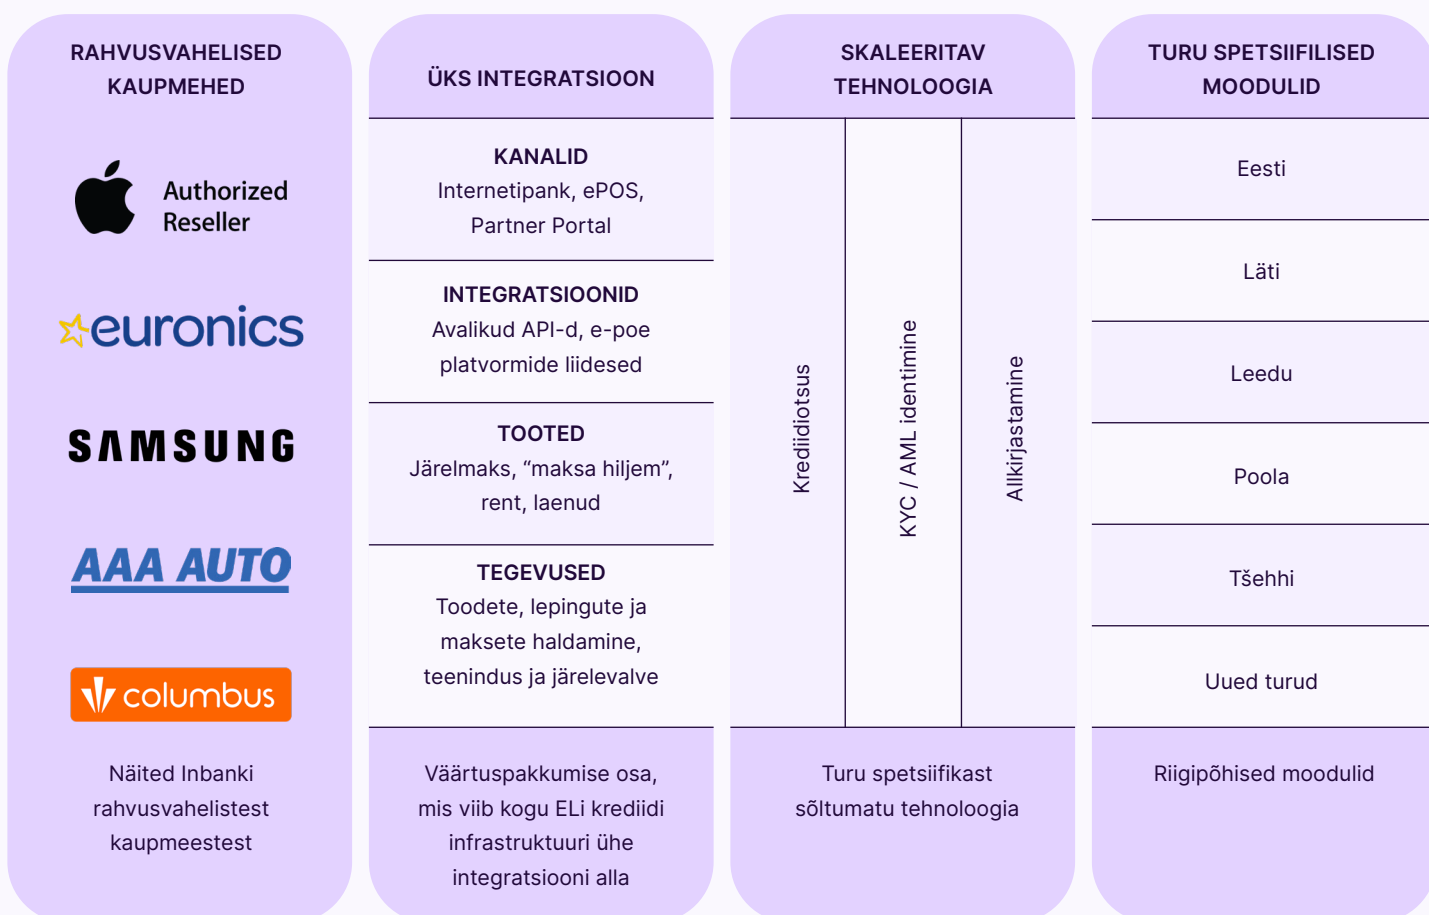 RAHVUSVAHELISED
KAUPMEHED
Authorized
Reseller
euronics
SAMSUNG
AAA AUTO
columbus
Näited Inbanki
rahvusvahelistest
kaupmeestest
ÜKS INTEGRATSIOON
KANALID
Internetipank, ePOS,
Partner Portal
INTEGRATSIOONID
Avalikud API-d, e-poe
platvormide liidesed
TOOTED
Järelmaks, “maksa hiljem”,
rent, laenud
TEGEVUSED
Toodete, lepingute ja
maksete haldamine,
teenindus ja järelevalve
Väärtuspakkumise osa,
mis viib kogu ELi krediidi
infrastruktuuri ühe
integratsiooni alla
SKALEERITAV
TEHNOLOOGIA
Krediidiotsus
KYC / AML identimine
Allkirjastamine
Turu spetsiifikast
sõltumatu tehnoloogia
TURU SPETSIIFILISED
MOODULID
Eesti
Läti
Leedu
Poola
Tšehhi
Uued turud
Riigipõhised moodulid